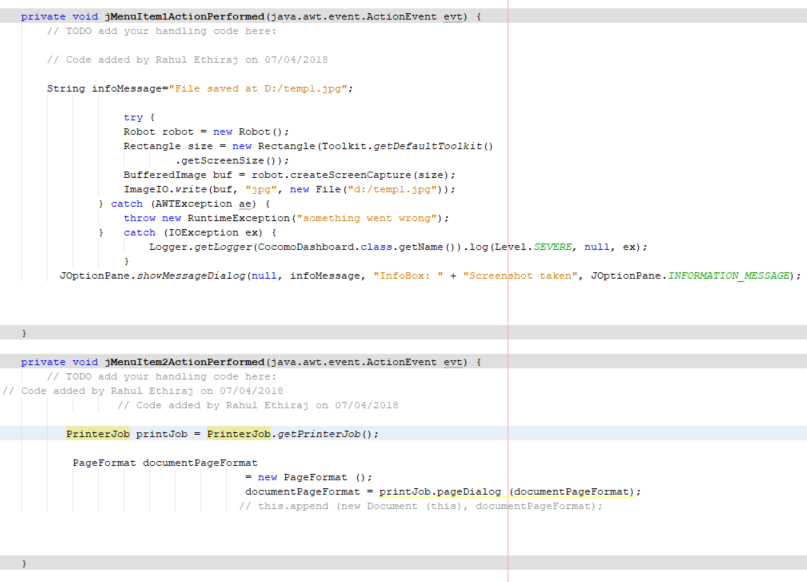 private void jMenuItem1ActionPerformed(java.awt.event.ActionEvent evt) {
// TODO add your handling code here:
// Code added by Rahul Ethiraj on 07/04/2018
String infoMessage="File saved at D:/temp1.jpg";
try {
Robot robot = new Robot();
Rectangle size = new Rectangle(Toolkit.getDefaultToolkit()
.getScreenSize());
BufferedImage buf = robot.createScreenCapture(size);
ImageIO.write(buf, "jpg", new File("d:/temp1.jpg"));
} catch (AWTException ae) {
throw new RuntimeException("something went wrong");
} catch (IOException ex) {
Logger.getLogger(CocomoDashboard.class.getName()).log(Level.SEVERE, null, ex);
}
JOptionPane.showMessageDialog(null, infoMessage, "InfoBox: " + "Screenshot taken", JOptionPane.INFORMATION_MESSAGE);
}
private void jMenuItem2ActionPerformed(java.awt.event.ActionEvent evt) {
// TODO add your handling code here:
// Code added by Rahul Ethiraj on 07/04/2018
// Code added by Rahul Ethiraj on 07/04/2018
PrinterJob printJob = PrinterJob.getPrinterJob();
PageFormat documentPageFormat
= new PageFormat ();
documentPageFormat = printJob.pageDialog (documentPageFormat);
// this.append (new Document (this), documentPageFormat);
}